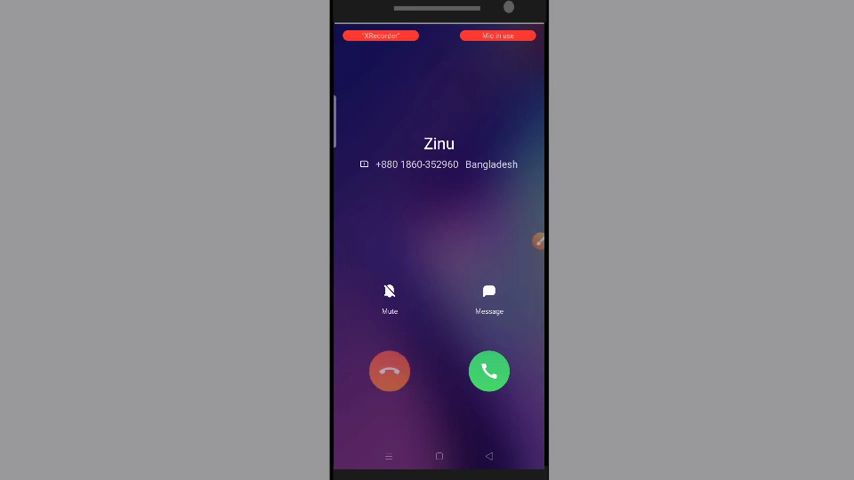 "XRecorder" Mic in use
Zinu
+880 1860-352960 Bangladesh
Mute Message